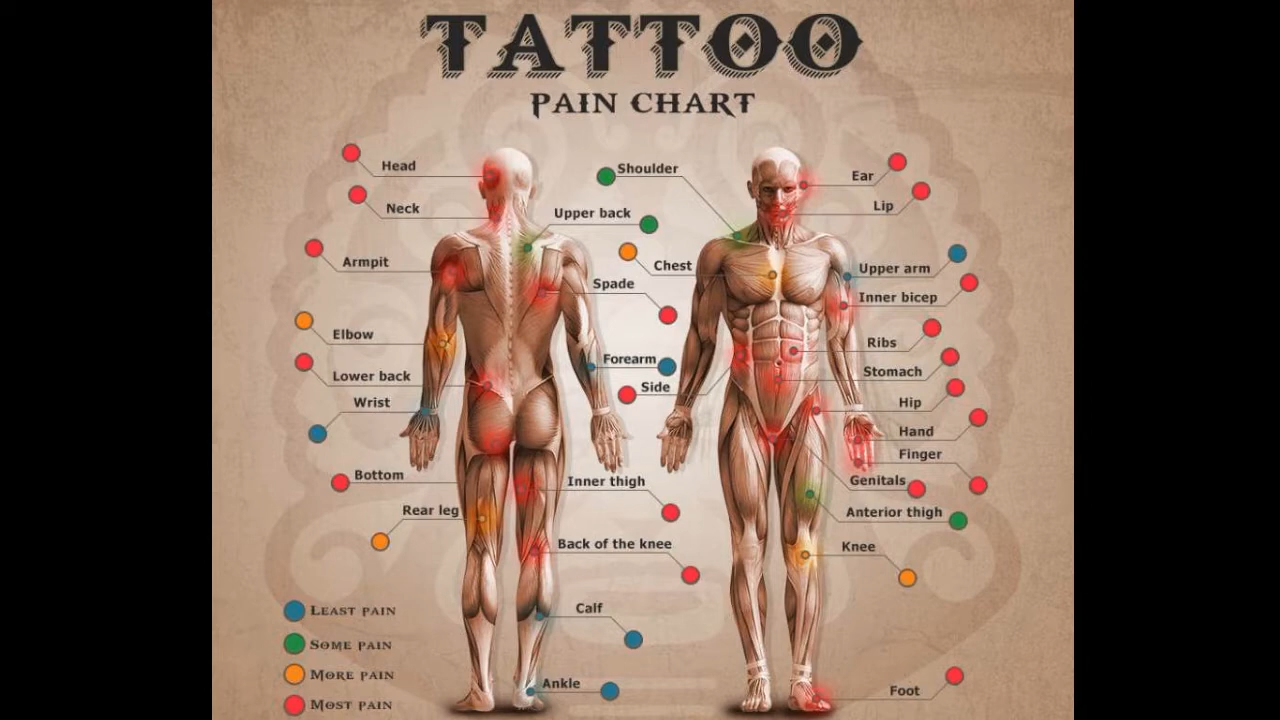 TATTOO
PAIN CHART
Head
Neck
Armpit
Elbow
Lower back
Wrist
Bottom
Rear leg
Shoulder
Upper back
Chest
Spade
Forearm
Side
Inner thigh
Back of the knee
Calf
Ankle
Ear
Lip
Upper arm
Inner bicep
Ribs
Stomach
Hip
Hand
Finger
Genitals
Anterior thigh
Knee
Foot
Least pain
Some pain
More pain
Most pain